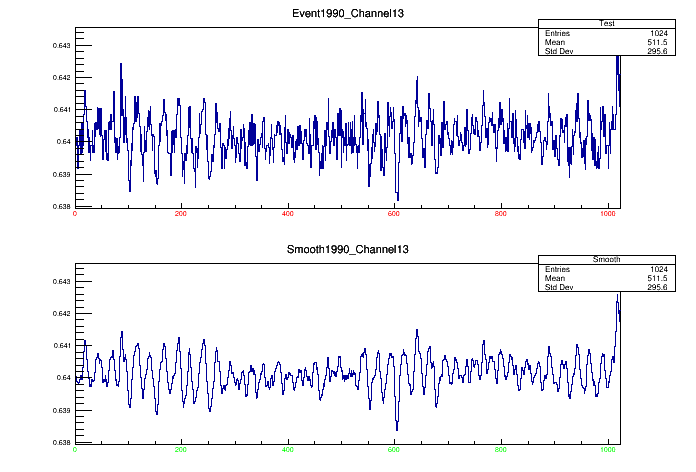 Event1990_Channel13
Test
Entries 1024
Mean 511.5
Std Dev 295.6
0.643
0.642
0.641
0.64
0.639
0.638
0 200 400 600 800 1000
Smooth1990_Channel13
Smooth
Entries 1024
Mean 511.5
Std Dev 295.6
0.643
0.642
0.641
0.64
0.639
0.638
0 200 400 600 800 1000